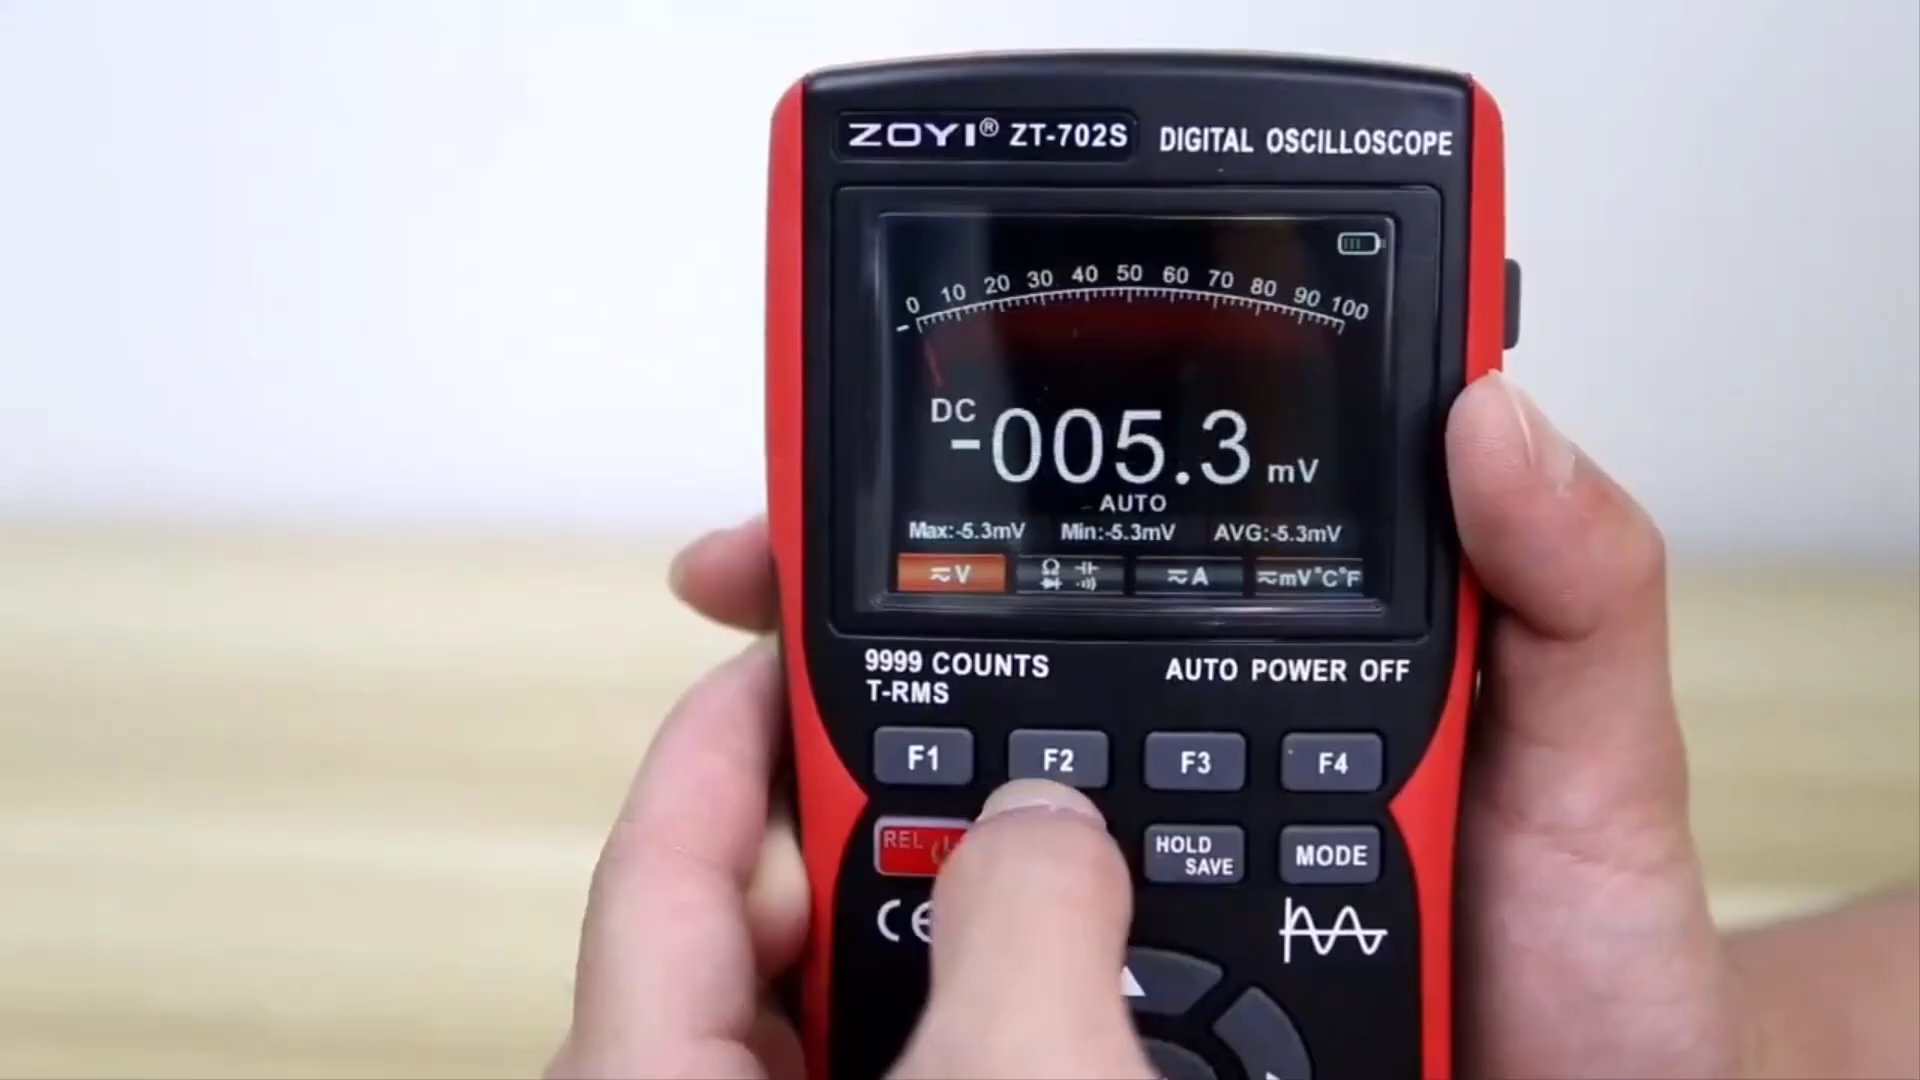 ZOYI® ZT-702S DIGITAL OSCILLOSCOPE
0 10 20 30 40 50 60 70 80 90 100
DC
-005.3 mV
AUTO
Max:-5.3mV Min:-5.3mV AVG:-5.3mV
≂V Ω ≂A ≂mV°C°F
9999 COUNTS AUTO POWER OFF
T-RMS
F1 F2 F3 F4
REL HOLD SAVE MODE
CE